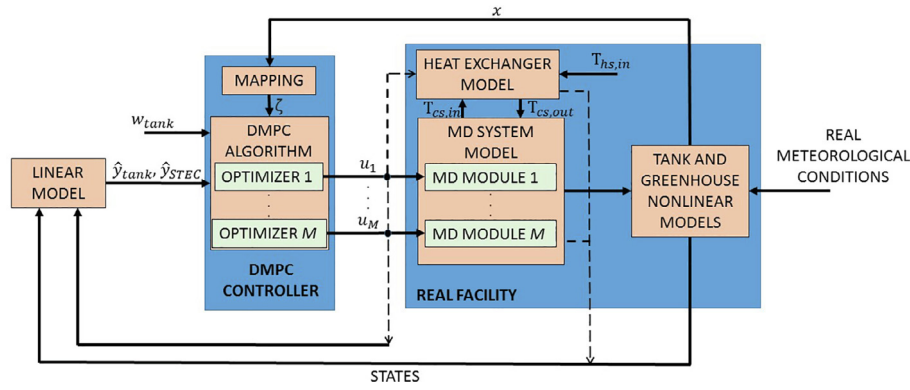 x
MAPPING
ζ
w_tank
DMPC
ALGORITHM
OPTIMIZER 1
⋮
OPTIMIZER M
DMPC
CONTROLLER
LINEAR
MODEL
ŷ_tank, ŷ_STEC
u_1
⋮
u_M
HEAT EXCHANGER
MODEL
T_hs,in
T_cs,in
T_cs,out
MD SYSTEM
MODEL
MD MODULE 1
⋮
MD MODULE M
REAL FACILITY
TANK AND
GREENHOUSE
NONLINEAR
MODELS
REAL
METEOROLOGICAL
CONDITIONS
STATES